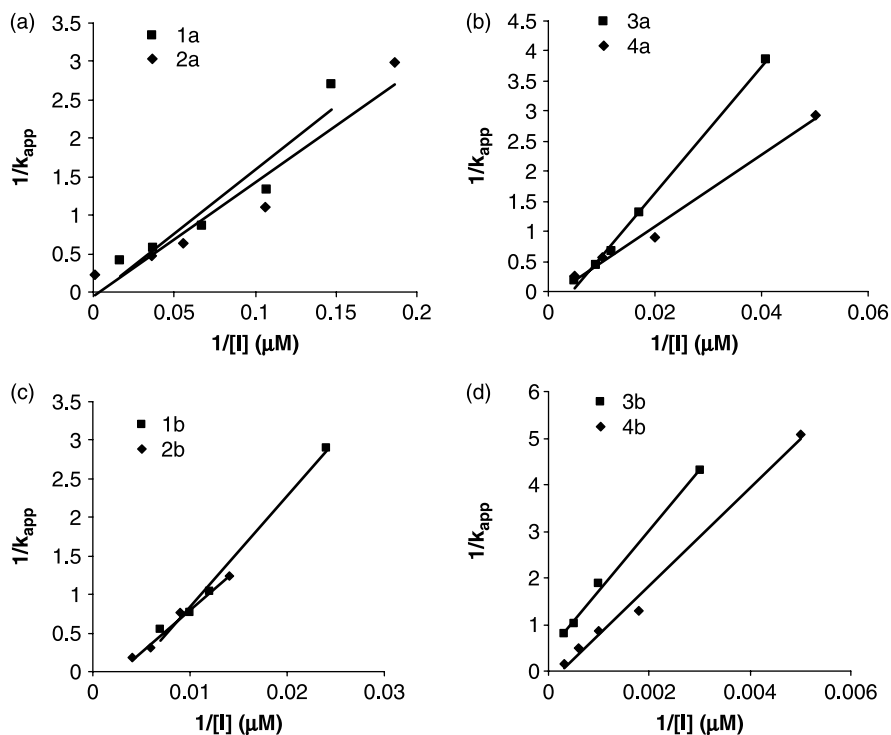 (a)
1a
2a
1/k_app
3.5
3
2.5
2
1.5
1
0.5
0
0 0.05 0.1 0.15 0.2
1/[I] (μM)
(b)
3a
4a
1/k_app
4.5
4
3.5
3
2.5
2
1.5
1
0.5
0
0 0.02 0.04 0.06
1/[I] (μM)
(c)
1b
2b
1/k_app
3.5
3
2.5
2
1.5
1
0.5
0
0 0.01 0.02 0.03
1/[I] (μM)
(d)
3b
4b
1/k_app
6
5
4
3
2
1
0
0 0.002 0.004 0.006
1/[I] (μM)